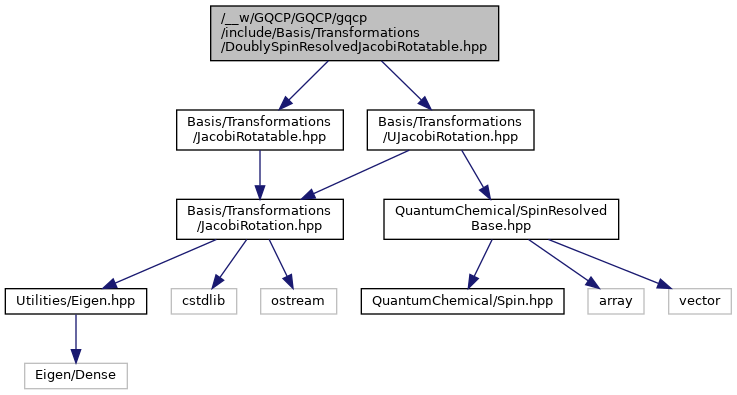 /__w/GQCP/GQCP/gqcp
/include/Basis/Transformations
/DoublySpinResolvedJacobiRotatable.hpp
Basis/Transformations
/JacobiRotatable.hpp
Basis/Transformations
/UJacobiRotation.hpp
Basis/Transformations
/JacobiRotation.hpp
QuantumChemical/SpinResolved
Base.hpp
Utilities/Eigen.hpp
cstdlib
ostream
QuantumChemical/Spin.hpp
array
vector
Eigen/Dense